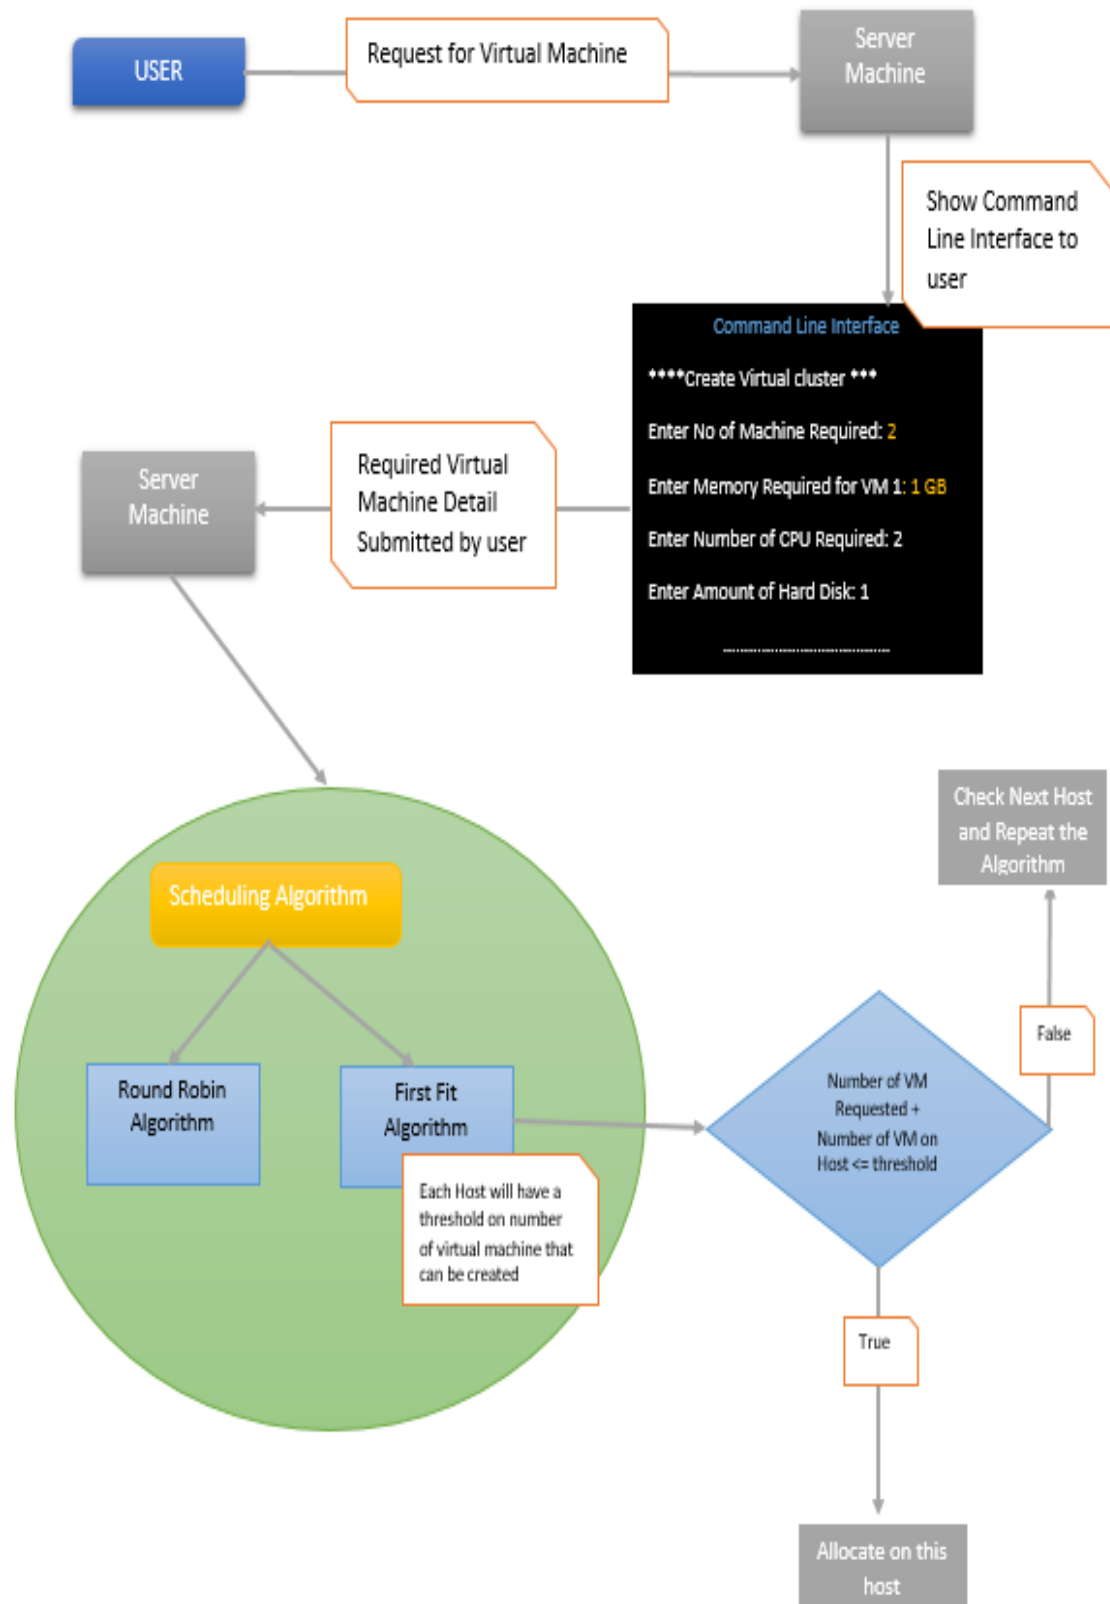 USER
Request for Virtual Machine
Server
Machine
Show Command
Line Interface to
user
Command Line Interface
****Create Virtual cluster ***
Enter No of Machine Required: 2
Enter Memory Required for VM 1: 1 GB
Enter Number of CPU Required: 2
Enter Amount of Hard Disk: 1
Required Virtual
Machine Detail
Submitted by user
Server
Machine
Scheduling Algorithm
Round Robin
Algorithm
First Fit
Algorithm
Each Host will have a
threshold on number
of virtual machine that
can be created
Number of VM
Requested +
Number of VM on
Host <= threshold
False
Check Next Host
and Repeat the
Algorithm
True
Allocate on this
host